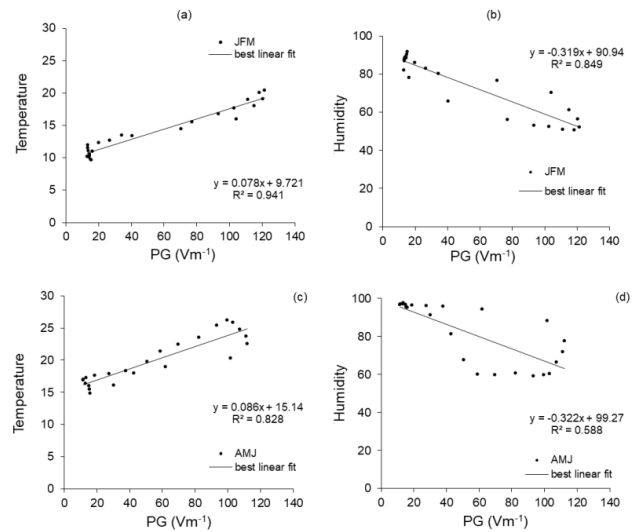 (a)
Temperature
30
25
20
15
10
5
0
JFM
best linear fit
y = 0.078x + 9.721
R² = 0.941
0 20 40 60 80 100 120 140
PG (Vm⁻¹)
(b)
Humidity
100
80
60
40
20
0
y = -0.319x + 90.94
R² = 0.849
JFM
best linear fit
0 20 40 60 80 100 120 140
PG (Vm⁻¹)
(c)
Temperature
30
25
20
15
10
5
0
y = 0.086x + 15.14
R² = 0.828
AMJ
best linear fit
0 20 40 60 80 100 120 140
PG (Vm⁻¹)
(d)
Humidity
100
80
60
40
20
0
y = -0.322x + 99.27
R² = 0.588
AMJ
best linear fit
0 20 40 60 80 100 120 140
PG (Vm⁻¹)